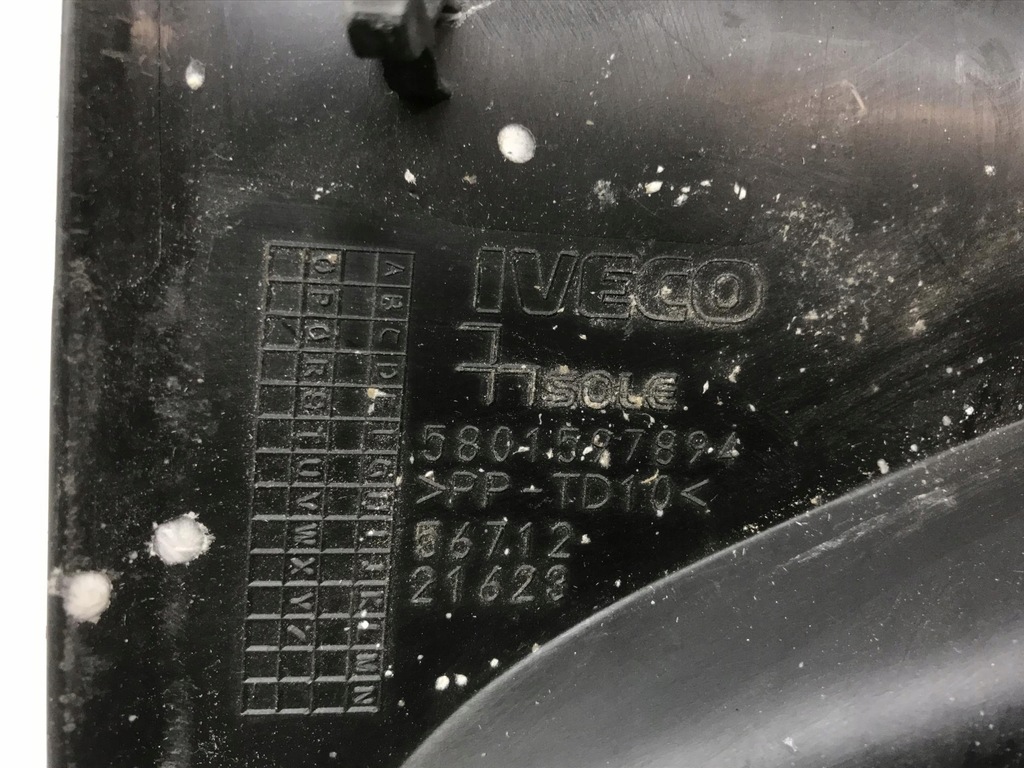 IVECO
SOLE
5801597894
>PP-TD10<
56712
21623
A B C D E F G H I J K L M N
O P Q R S T U V W X Y Z